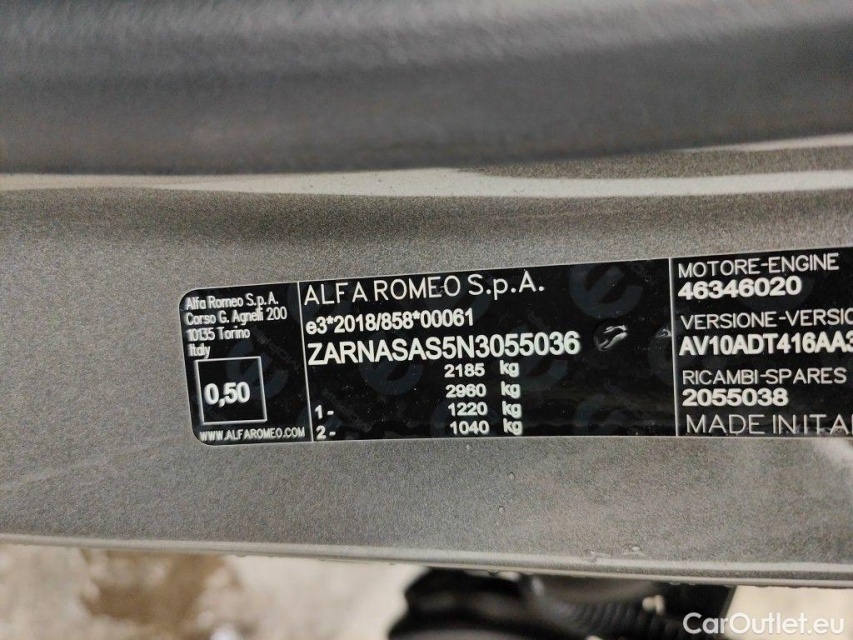 Alfa Romeo S.p.A.
Corso G. Agnelli 200
10135 Torino
Italy
0,50
WWW.ALFAROMEO.COM
ALFA ROMEO S.p.A.
e3*2018/858*00061
ZARNASAS5N3055036
2185 kg
2960 kg
1- 1220 kg
2- 1040 kg
MOTORE-ENGINE
46346020
VERSIONE-VERSIO
AV10ADT416AA3
RICAMBI-SPARES
2055038
MADE IN ITA
CarOutlet.eu